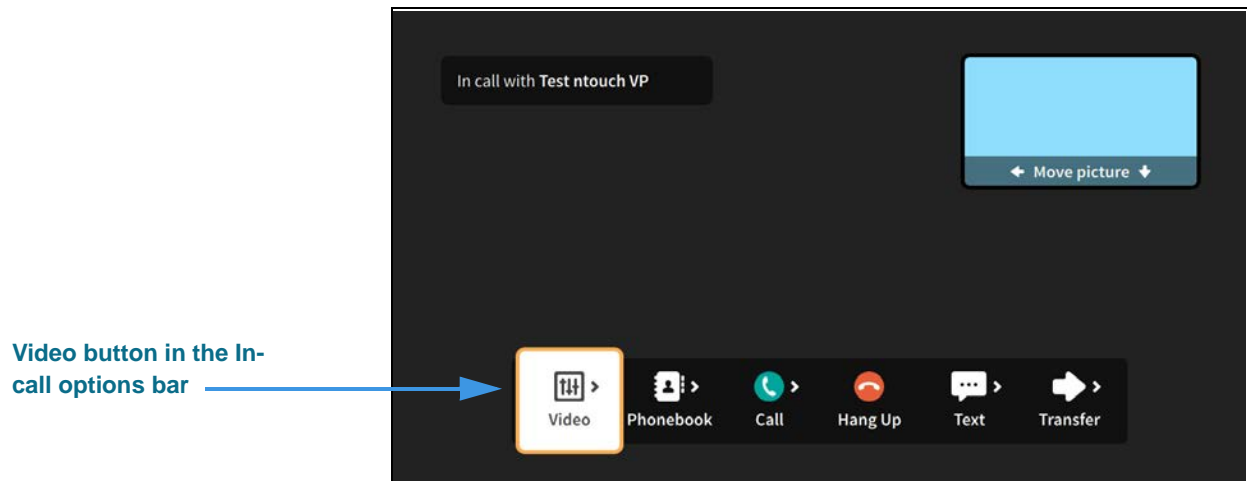 In call with Test ntouch VP
Move picture
Video button in the In-
call options bar
Video
Phonebook
Call
Hang Up
Text
Transfer